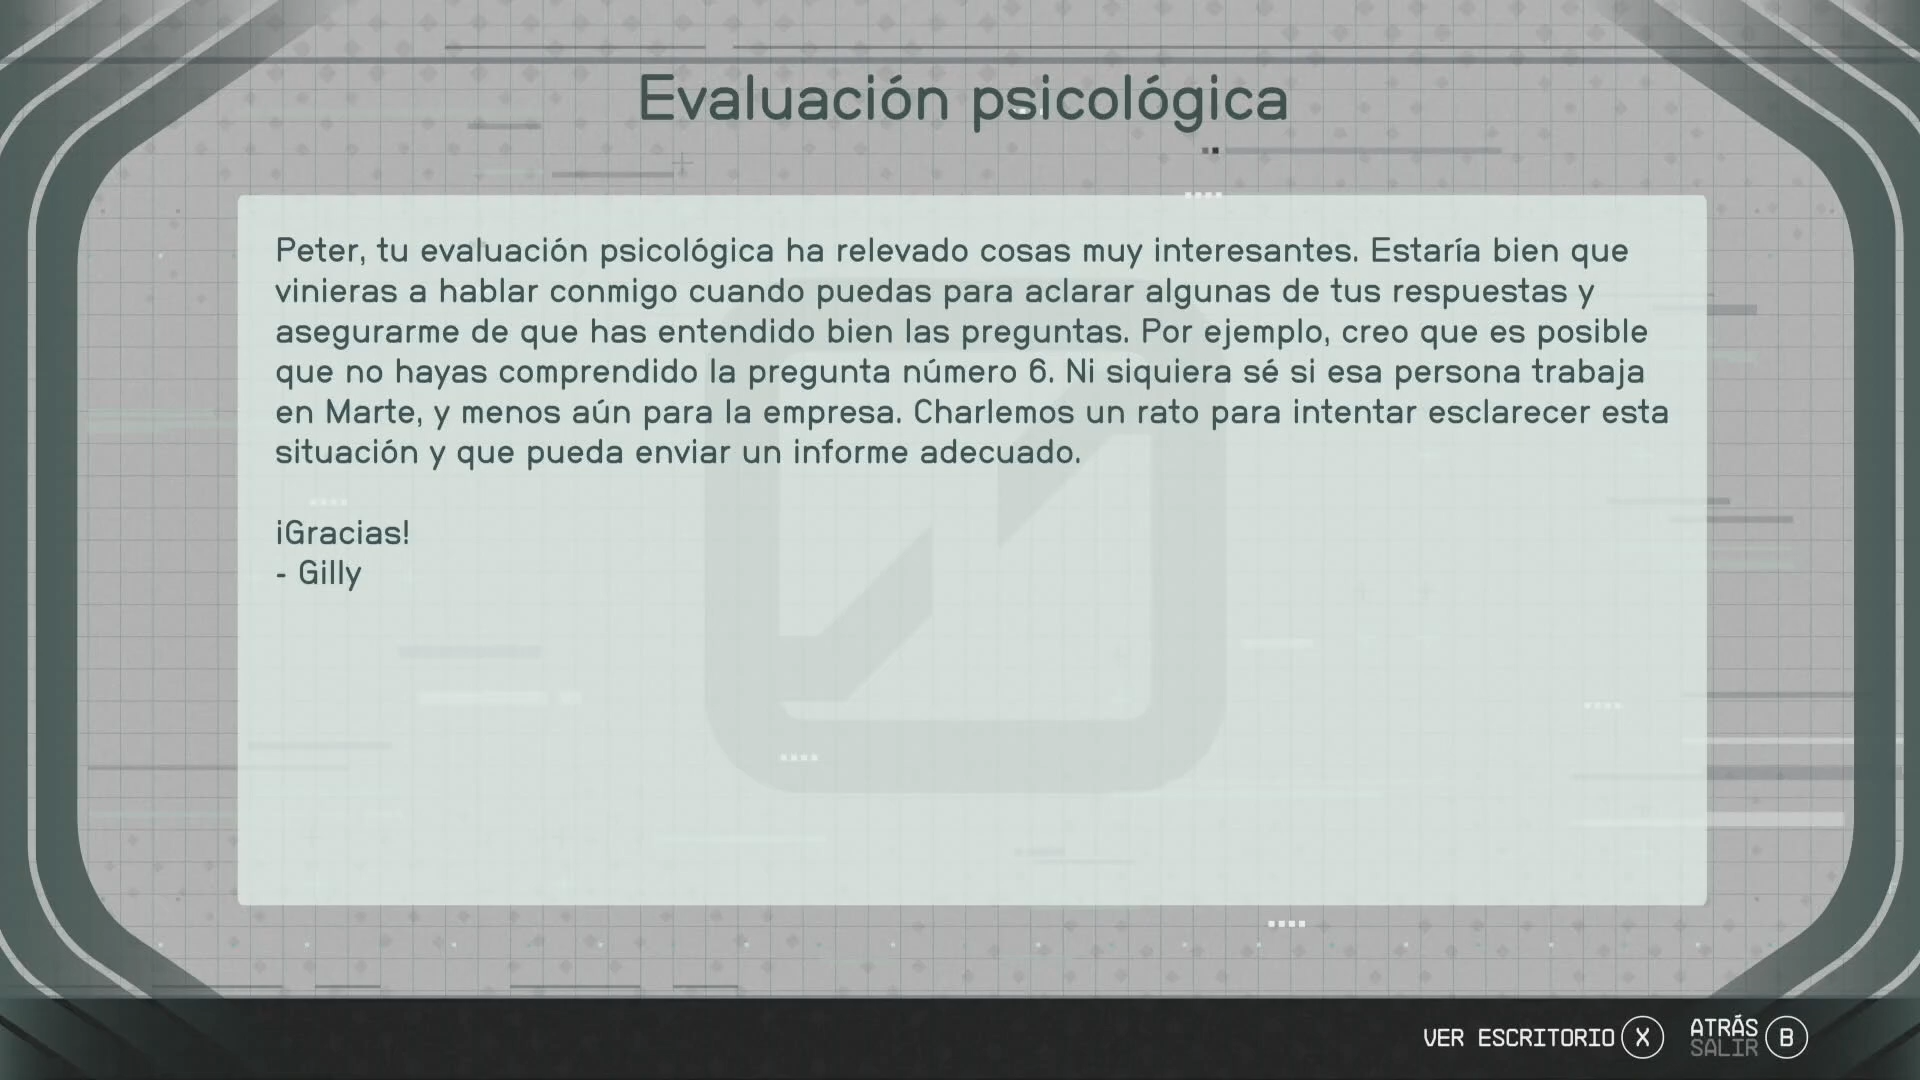 Evaluación psicológica
Peter, tu evaluación psicológica ha relevado cosas muy interesantes. Estaría bien que
vinieras a hablar conmigo cuando puedas para aclarar algunas de tus respuestas y
asegurarme de que has entendido bien las preguntas. Por ejemplo, creo que es posible
que no hayas comprendido la pregunta número 6. Ni siquiera sé si esa persona trabaja
en Marte, y menos aún para la empresa. Charlemos un rato para intentar esclarecer esta
situación y que pueda enviar un informe adecuado.
¡Gracias!
- Gilly
VER ESCRITORIO X
ATRÁS B
SALIR